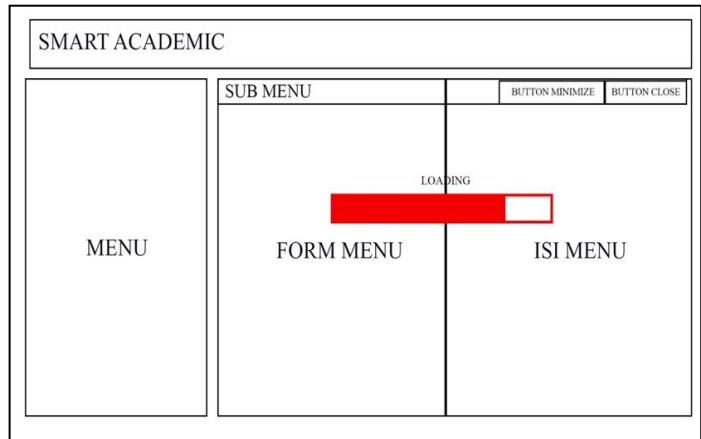 SMART ACADEMIC
SUB MENU
BUTTON MINIMIZE
BUTTON CLOSE
LOADING
MENU
FORM MENU
ISI MENU